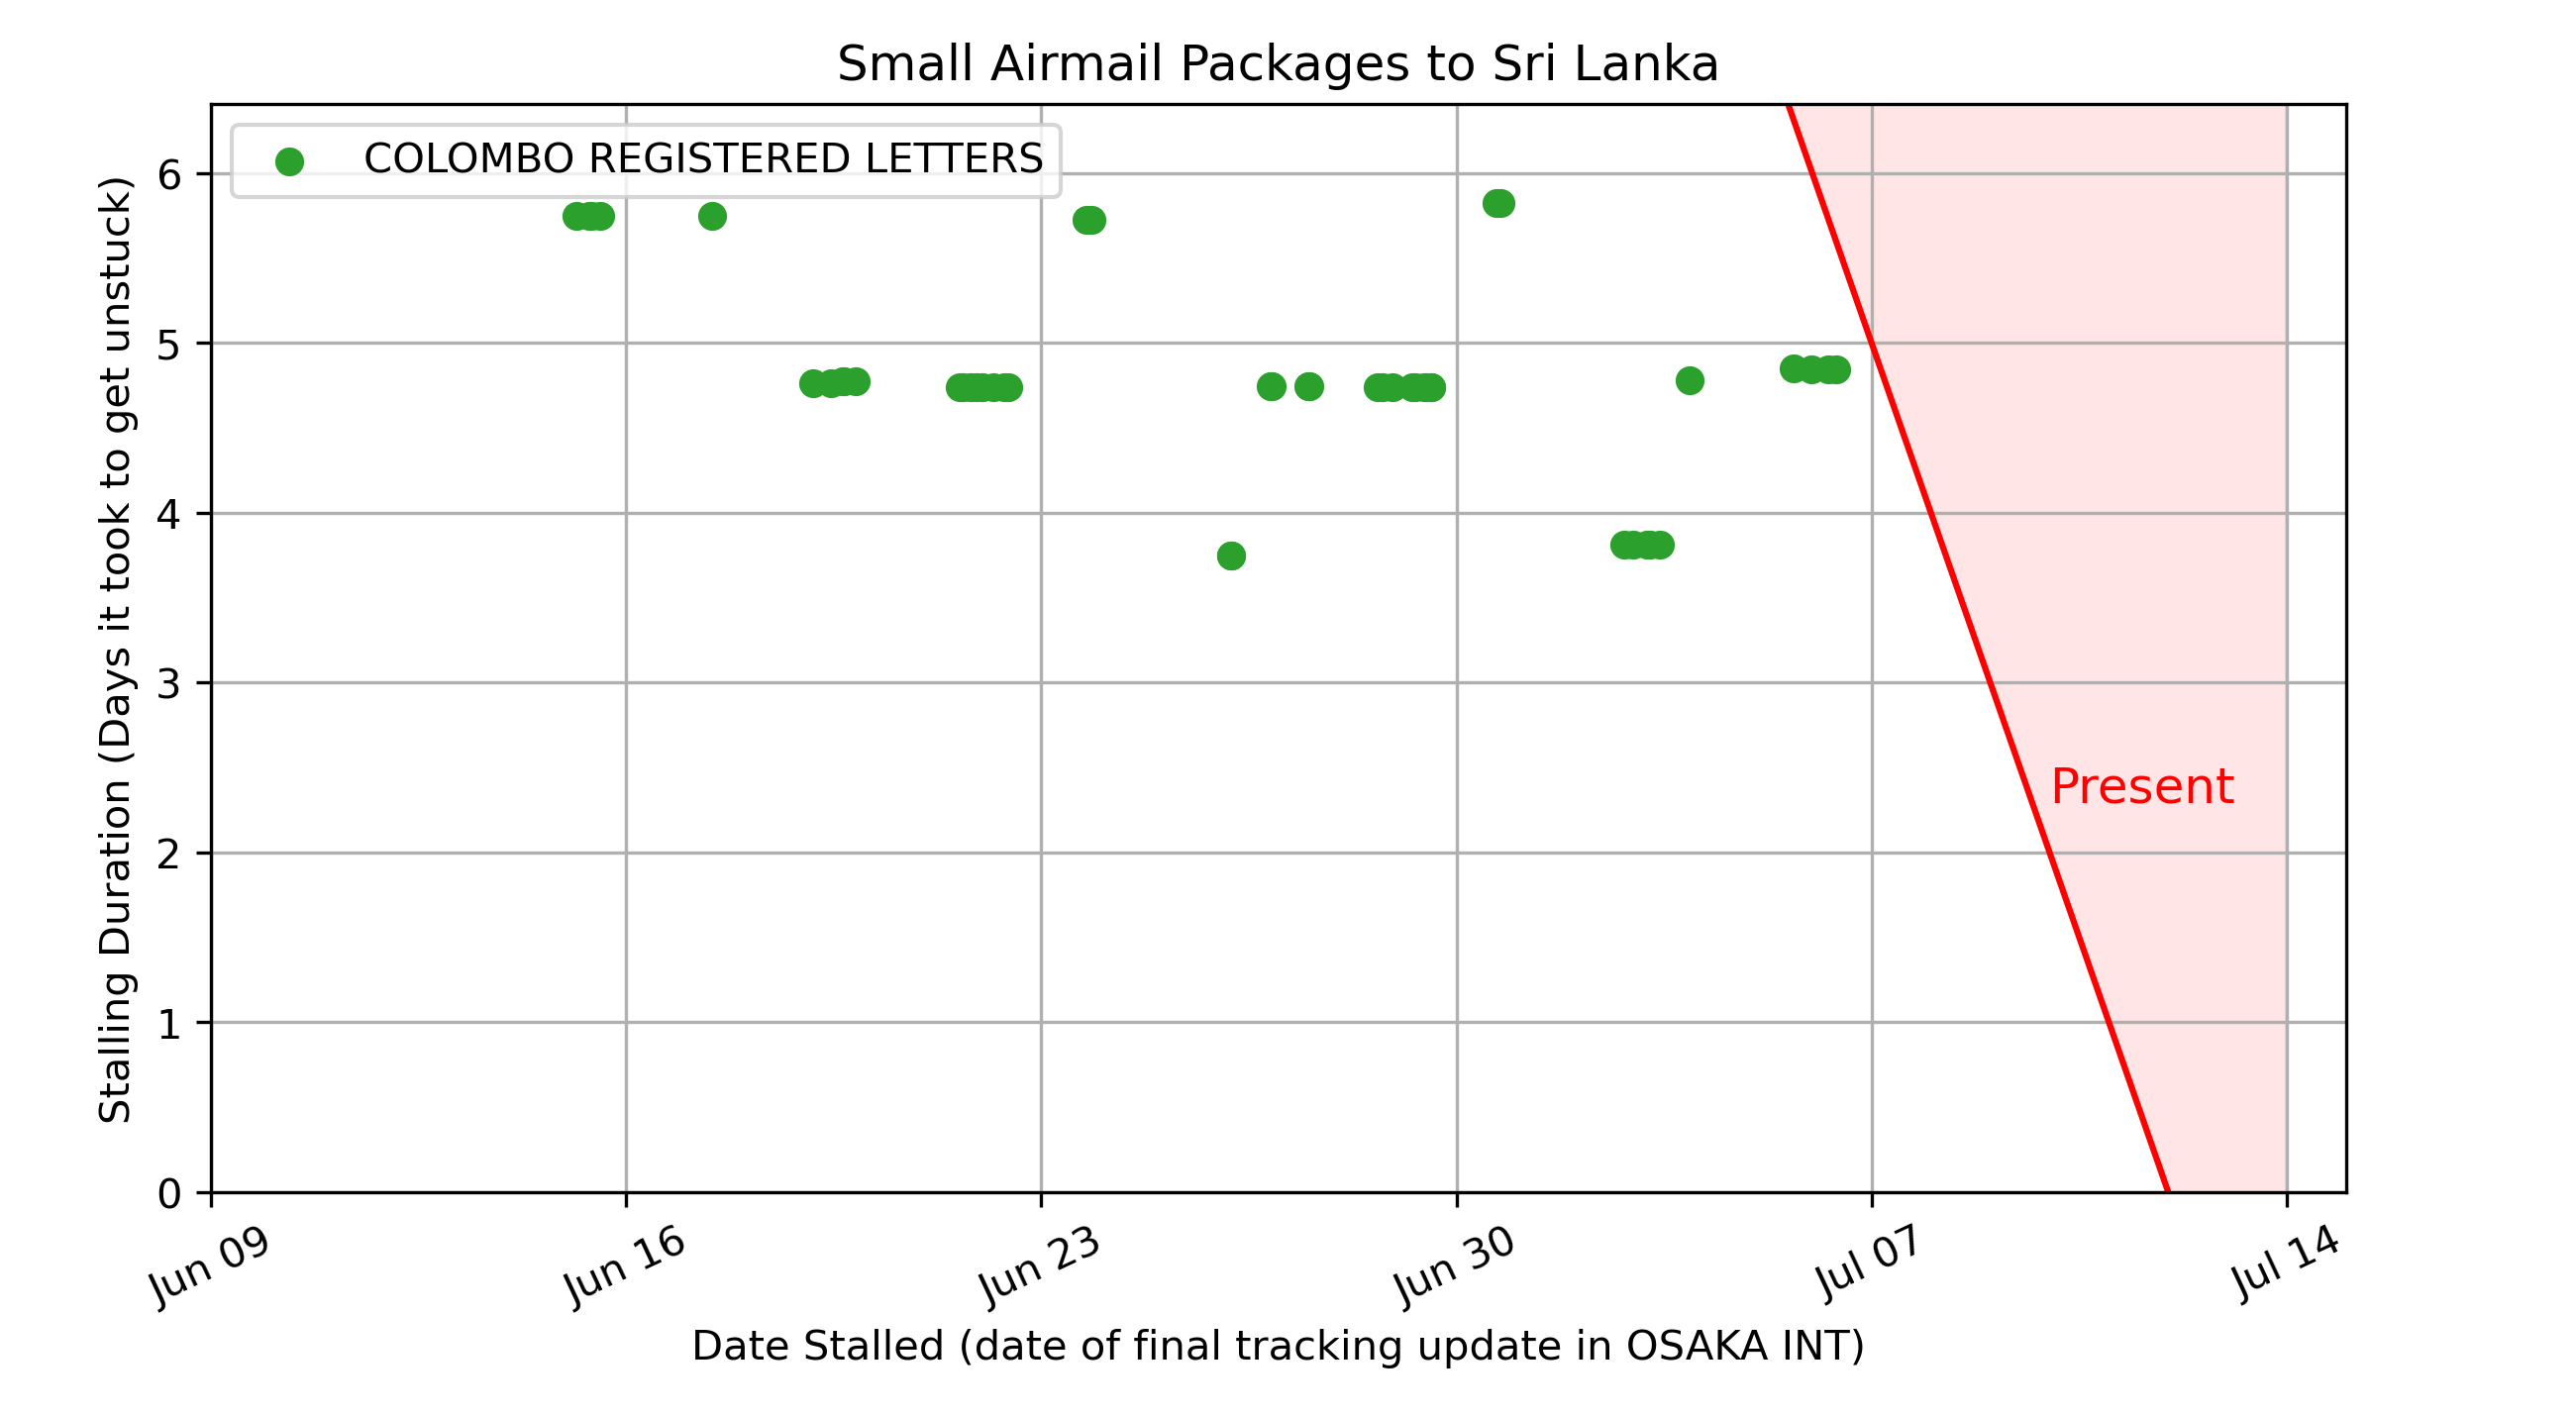 Small Airmail Packages to Sri Lanka
COLOMBO REGISTERED LETTERS
Stalling Duration (Days it took to get unstuck)
6
5
4
3
2
1
0
Present
Jun 09
Jun 16
Jun 23
Jun 30
Jul 07
Jul 14
Date Stalled (date of final tracking update in OSAKA INT)